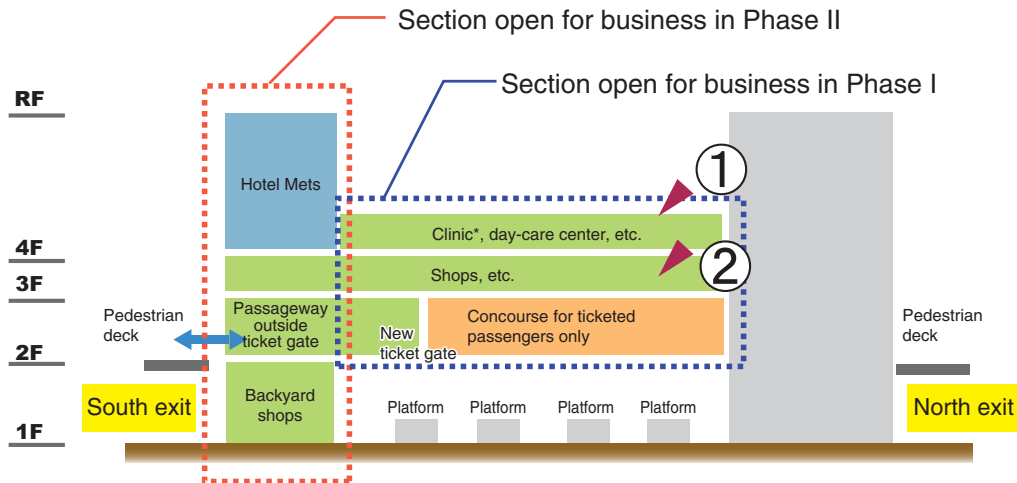 Section open for business in Phase II
Section open for business in Phase I
RF
①
Hotel Mets
Clinic*, day-care center, etc.
4F
②
Shops, etc.
3F
Pedestrian
deck
Passageway
outside
ticket gate
New
ticket gate
Concourse for ticketed
passengers only
Pedestrian
deck
2F
South exit
Backyard
shops
Platform
Platform
Platform
Platform
North exit
1F